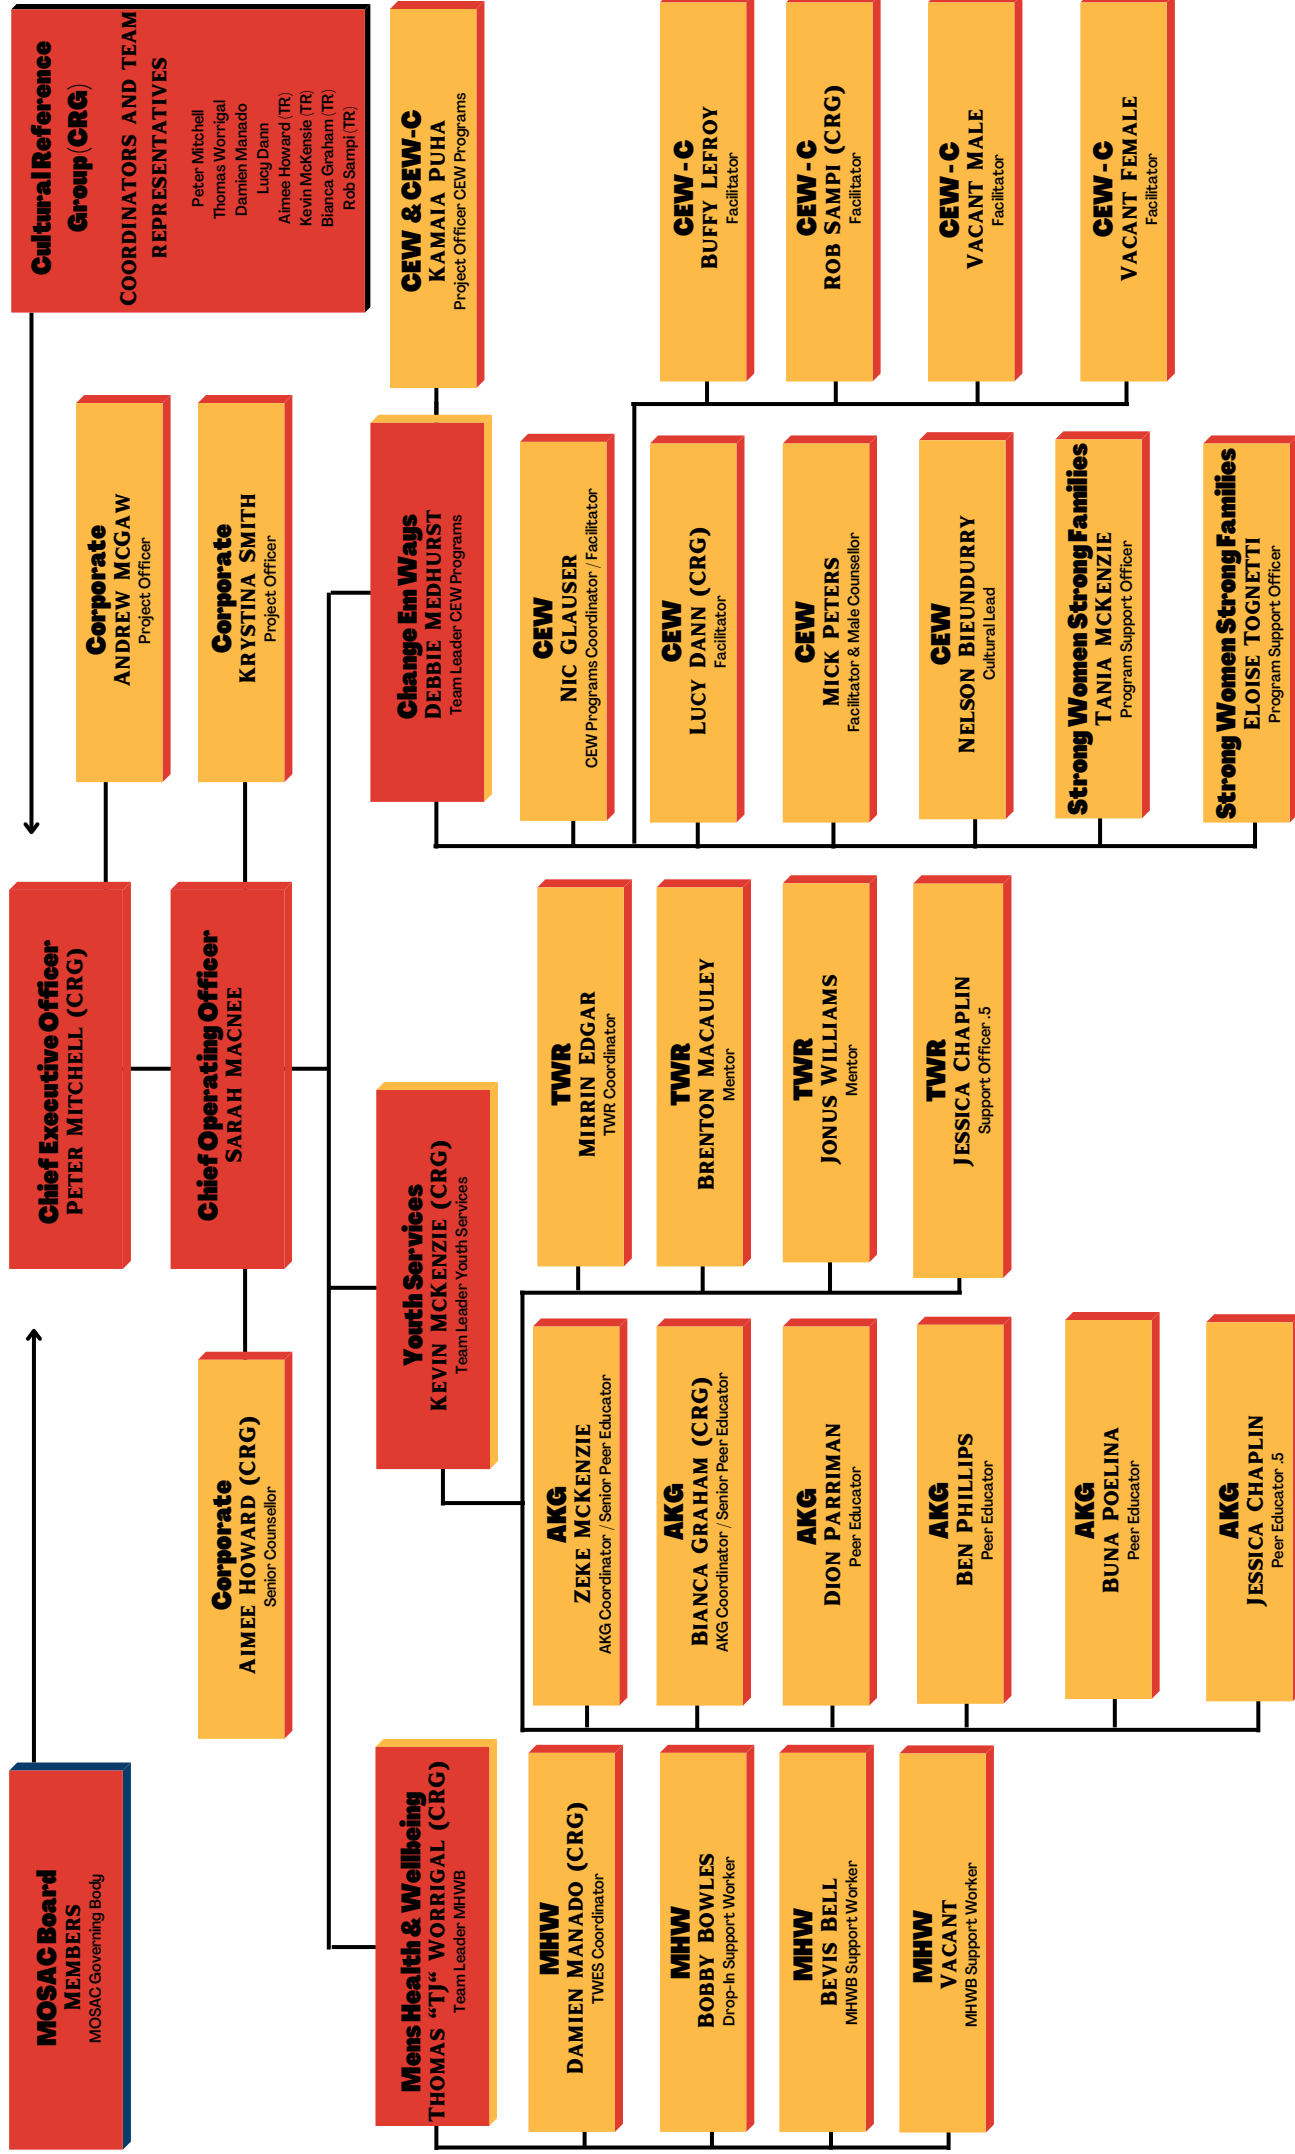 MOSAC Board
MEMBERS
MOSAC Governing Body
Chief Executive Officer
PETER MITCHELL (CRG)
Cultural Reference
Group (CRG)
COORDINATORS AND TEAM
REPRESENTATIVES
Peter Mitchell
Thomas Worrigal
Damien Manado
Lucy Dann
Aimee Howard (TR)
Kevin McKensie (TR)
Bianca Graham (TR)
Rob Sampi (TR)
Corporate
ANDREW MCGAW
Project Officer
Corporate
AIMEE HOWARD (CRG)
Senior Counsellor
Chief Operating Officer
SARAH MACNEE
Corporate
KRYSTINA SMITH
Project Officer
Mens Health & Wellbeing
THOMAS “TJ“ WORRIGAL (CRG)
Team Leader MHWB
Youth Services
KEVIN MCKENZIE (CRG)
Team Leader Youth Services
Change Em Ways
DEBBIE MEDHURST
Team Leader CEW Programs
CEW & CEW-C
KAMAIA PUHA
Project Officer CEW Programs
MHW
DAMIEN MANADO (CRG)
TWES Coordinator
AKG
ZEKE MCKENZIE
AKG Coordinator / Senior Peer Educator
TWR
MIRRIN EDGAR
TWR Coordinator
CEW
NIC GLAUSER
CEW Programs Coordinator / Facilitator
MHW
BOBBY BOWLES
Drop-In Support Worker
AKG
BIANCA GRAHAM (CRG)
AKG Coordinator / Senior Peer Educator
TWR
BRENTON MACAULEY
Mentor
CEW
LUCY DANN (CRG)
Facilitator
CEW - C
BUFFY LEFROY
Facilitator
MHW
BEVIS BELL
MHWB Support Worker
AKG
DION PARRIMAN
Peer Educator
TWR
JONUS WILLIAMS
Mentor
CEW
MICK PETERS
Facilitator & Male Counsellor
CEW - C
ROB SAMPI (CRG)
Facilitator
MHW
VACANT
MHWB Support Worker
AKG
BEN PHILLIPS
Peer Educator
TWR
JESSICA CHAPLIN
Support Officer .5
CEW
NELSON BIEUNDURRY
Cultural Lead
CEW - C
VACANT MALE
Facilitator
AKG
BUNA POELINA
Peer Educator
Strong Women Strong Families
TANIA MCKENZIE
Program Support Officer
CEW - C
VACANT FEMALE
Facilitator
AKG
JESSICA CHAPLIN
Peer Educator .5
Strong Women Strong Families
ELOISE TOGNETTI
Program Support Officer